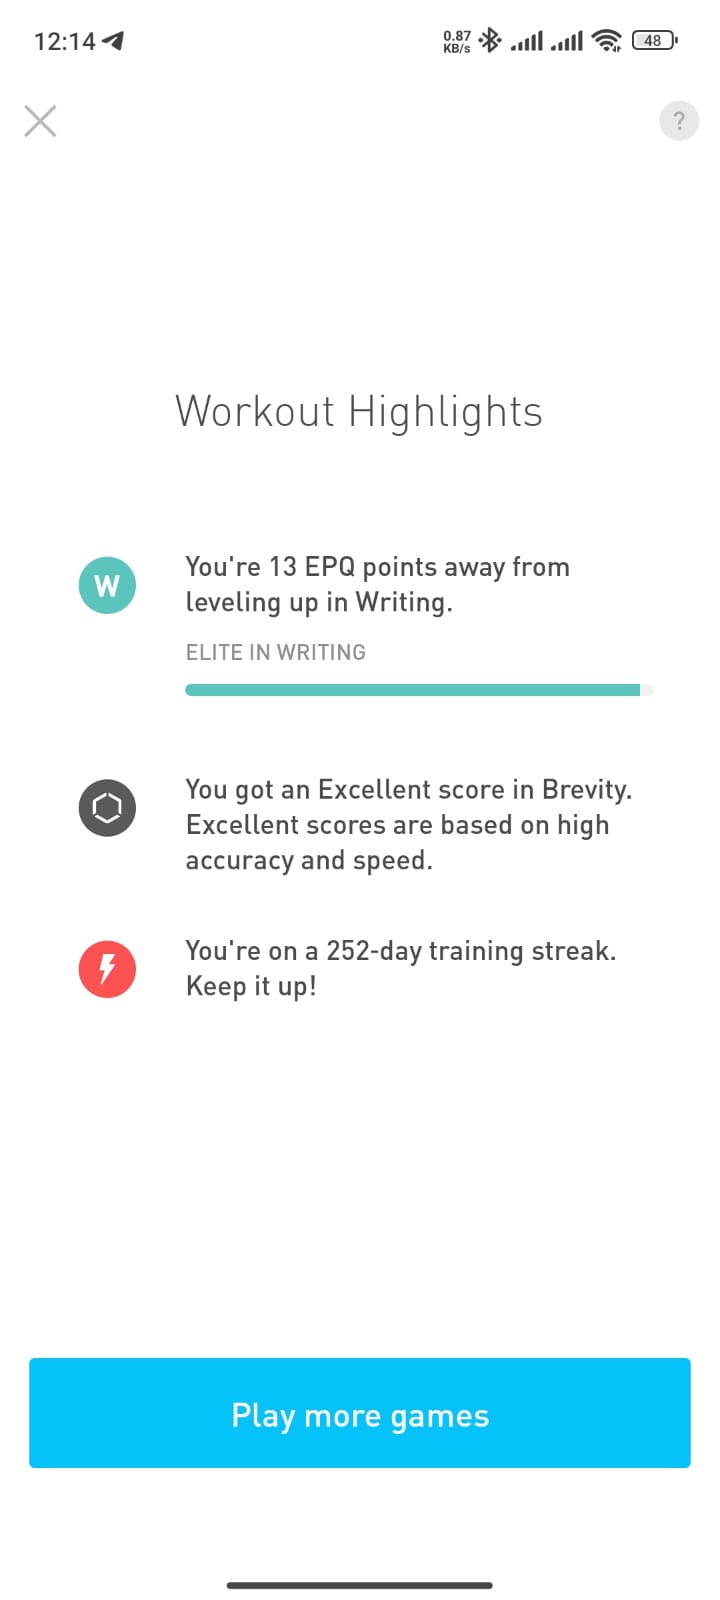 12:14
0.87
KB/s
48
?
Workout Highlights
W
You're 13 EPQ points away from
leveling up in Writing.
ELITE IN WRITING
You got an Excellent score in Brevity.
Excellent scores are based on high
accuracy and speed.
You're on a 252-day training streak.
Keep it up!
Play more games